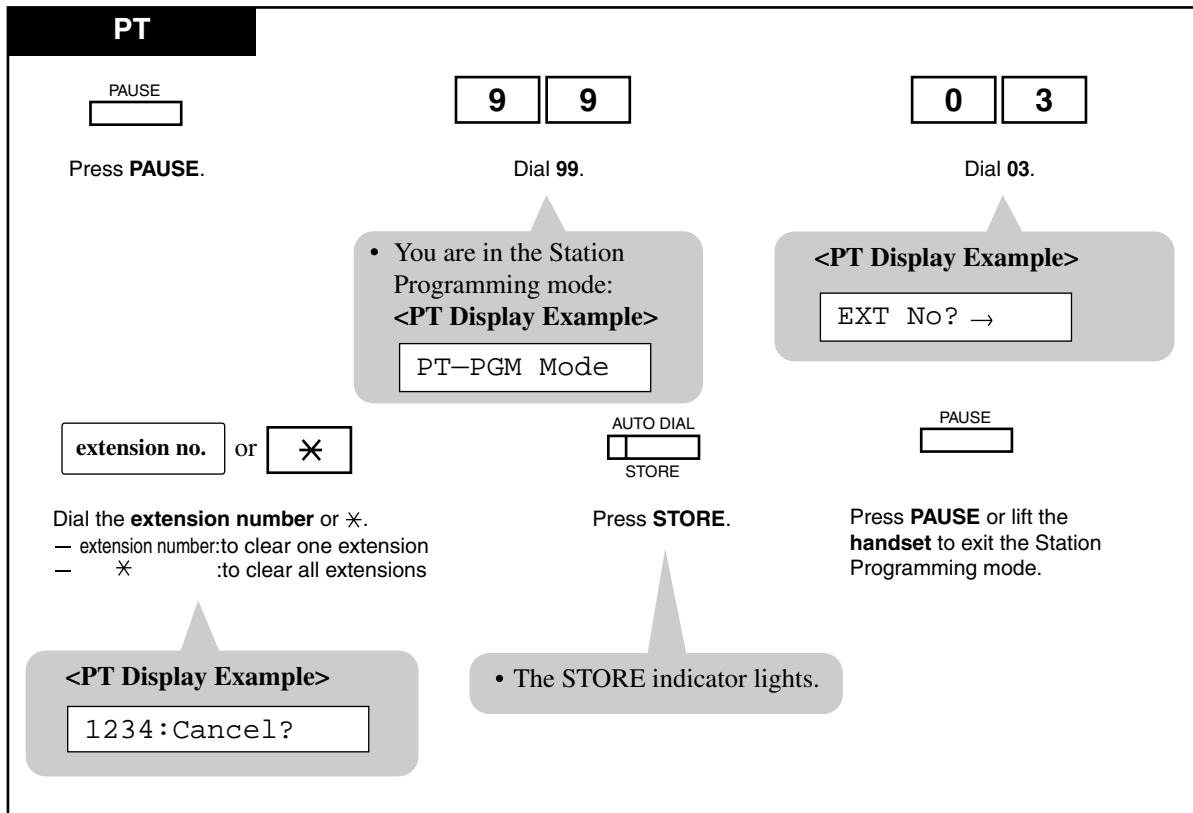 PT
PAUSE
9 9
0 3
Press PAUSE.
Dial 99.
Dial 03.
• You are in the Station
Programming mode:
<PT Display Example>
PT–PGM Mode
<PT Display Example>
EXT No? →
extension no. or ✕
AUTO DIAL
STORE
PAUSE
Dial the extension number or ✕.
— extension number:to clear one extension
— ✕ :to clear all extensions
Press STORE.
Press PAUSE or lift the
handset to exit the Station
Programming mode.
<PT Display Example>
1234:Cancel?
• The STORE indicator lights.